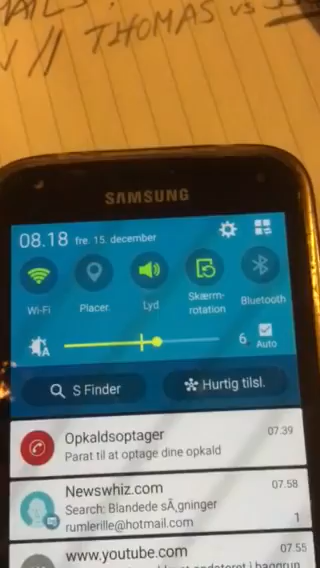 // THOMAS vs
SAMSUNG
08.18 fre. 15. december
Wi-Fi
Placer.
Lyd
Skærm-
rotation
Bluetooth
A
6
Auto
S Finder
Hurtig tilsl.
Opkaldsoptager 07.39
Parat til at optage dine opkald
Newswhiz.com 07.58
Search: Blandede sÃ¸gninger
rumlerille@hotmail.com 1
www.youtube.com 07.55